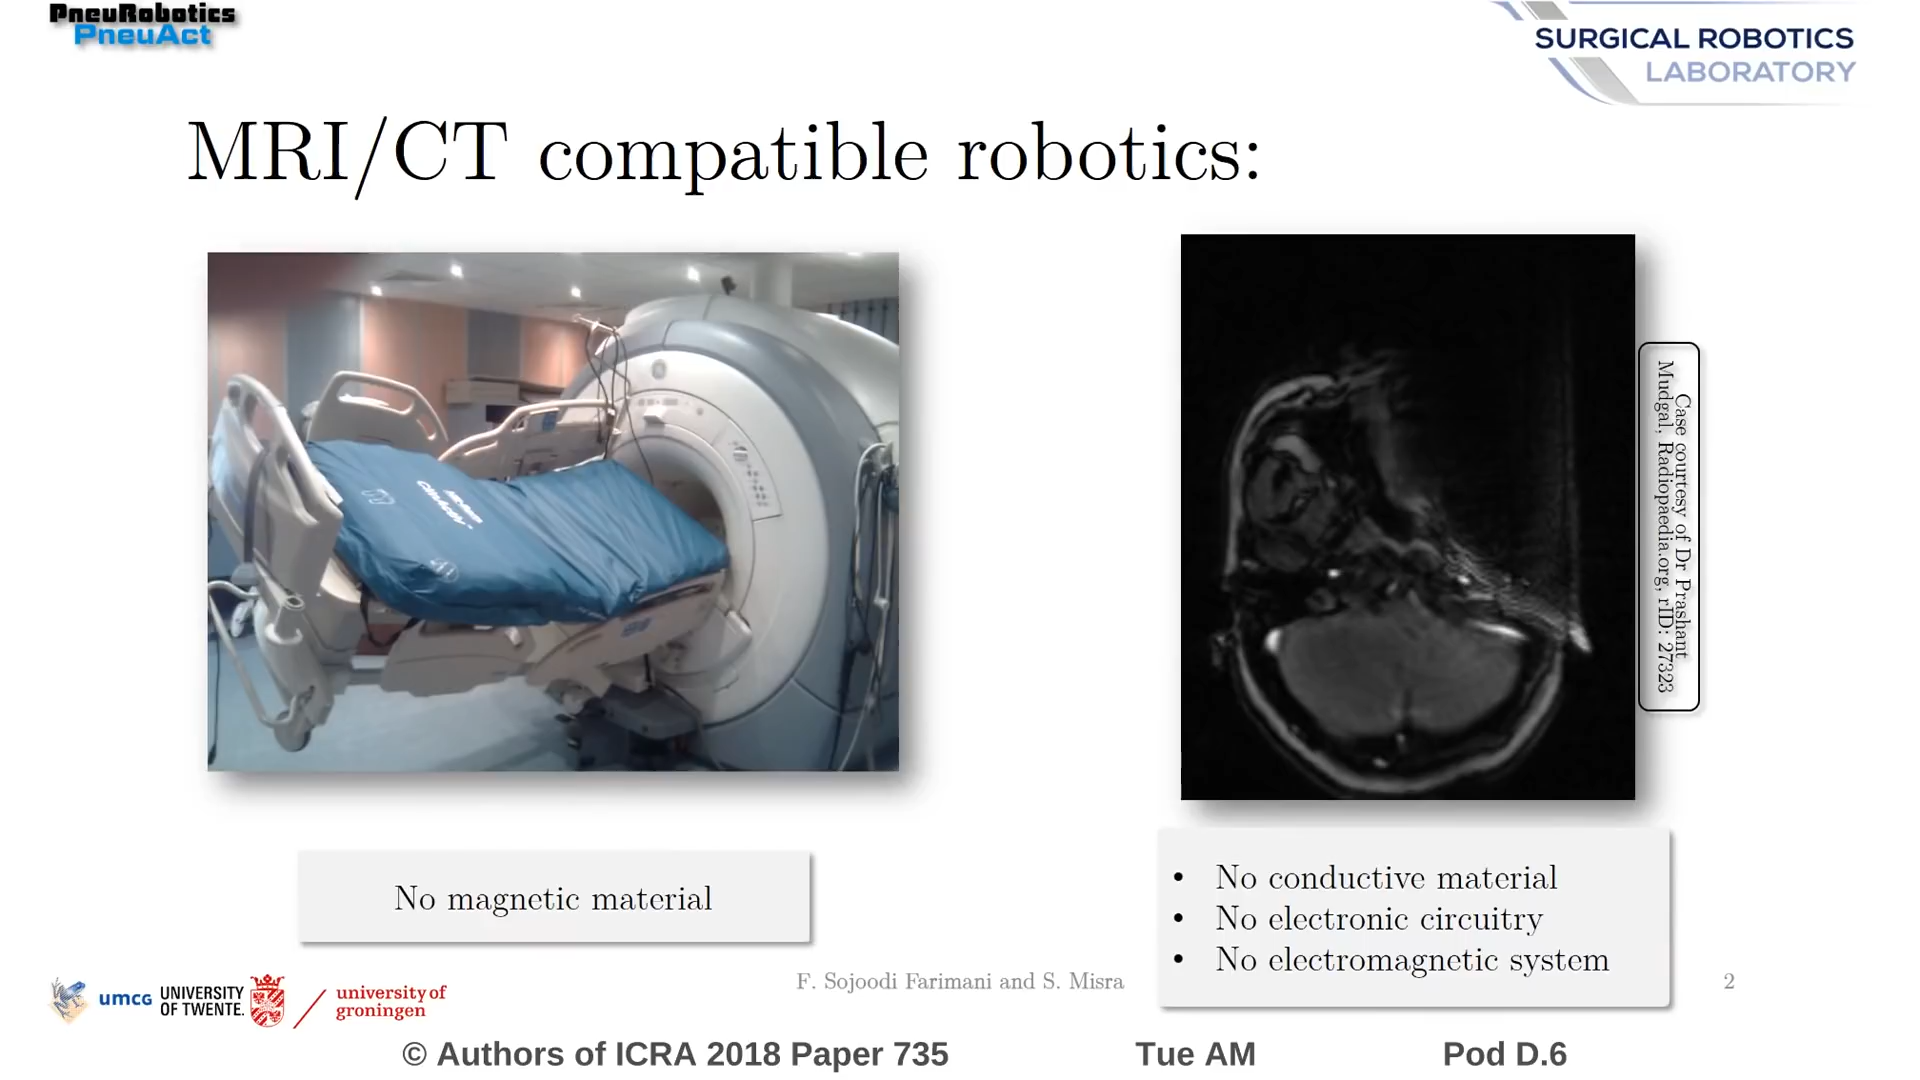 PneuRobotics
PneuAct
SURGICAL ROBOTICS
LABORATORY
MRI/CT compatible robotics:
Case courtesy of Dr Prashant
Mudgal, Radiopaedia.org, rID: 27323
No magnetic material
• No conductive material
• No electronic circuitry
• No electromagnetic system
umcg
UNIVERSITY
OF TWENTE.
university of
groningen
F. Sojoodi Farimani and S. Misra
2
© Authors of ICRA 2018 Paper 735 Tue AM Pod D.6